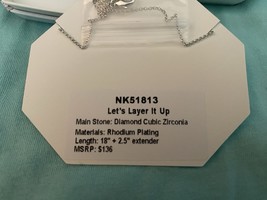 NK51813
Let's Layer It Up
Main Stone: Diamond Cubic Zirconia
Materials: Rhodium Plating
Length: 18" + 2.5" extender
MSRP: $136